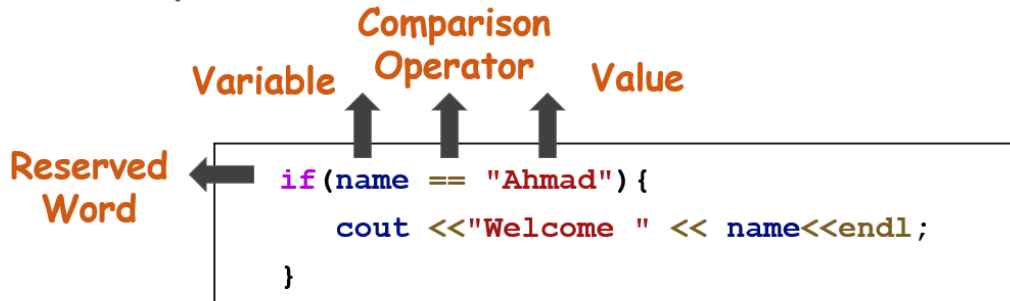 Comparison
Operator
Variable
Value
Reserved
Word
if(name == "Ahmad"){
cout <<"Welcome " << name<<endl;
}